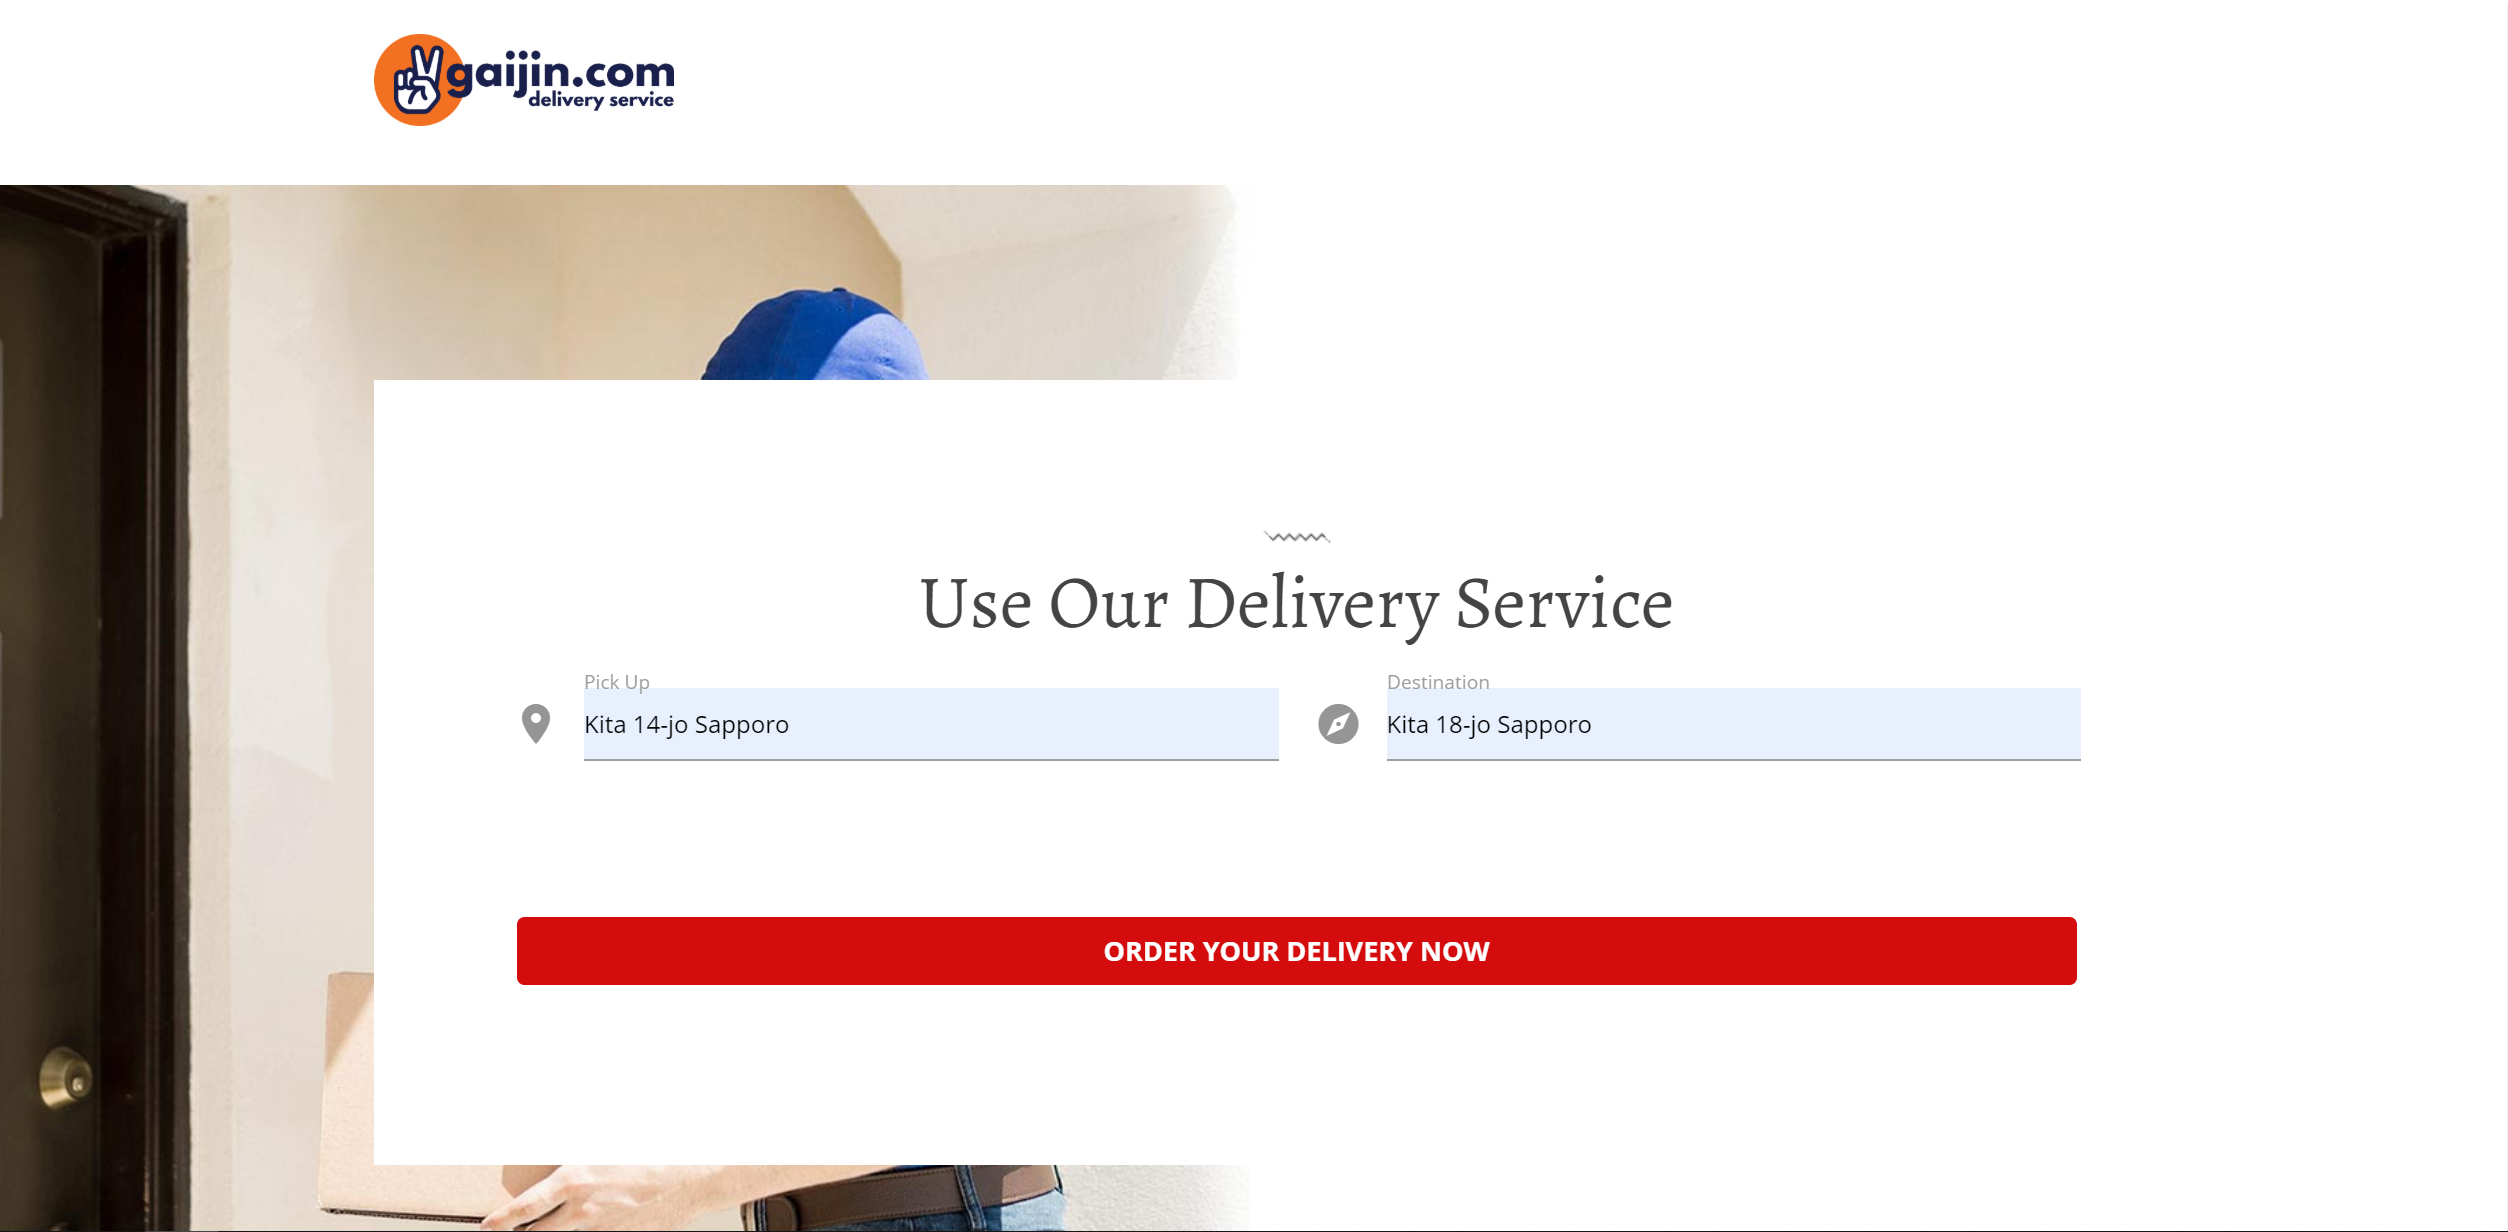 gaijin.com
delivery service
Use Our Delivery Service
Pick Up
Destination
Kita 14-jo Sapporo
Kita 18-jo Sapporo
ORDER YOUR DELIVERY NOW